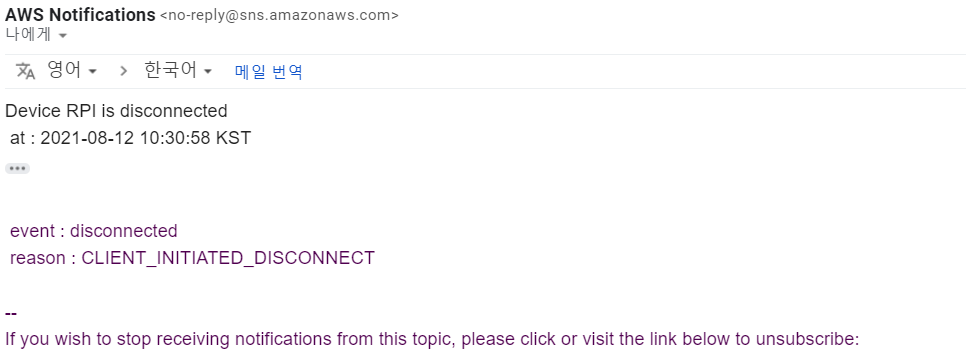 AWS Notifications <no-reply@sns.amazonaws.com>
나에게
영어 > 한국어 메일 번역
Device RPI is disconnected
at : 2021-08-12 10:30:58 KST
event : disconnected
reason : CLIENT_INITIATED_DISCONNECT
--
If you wish to stop receiving notifications from this topic, please click or visit the link below to unsubscribe: